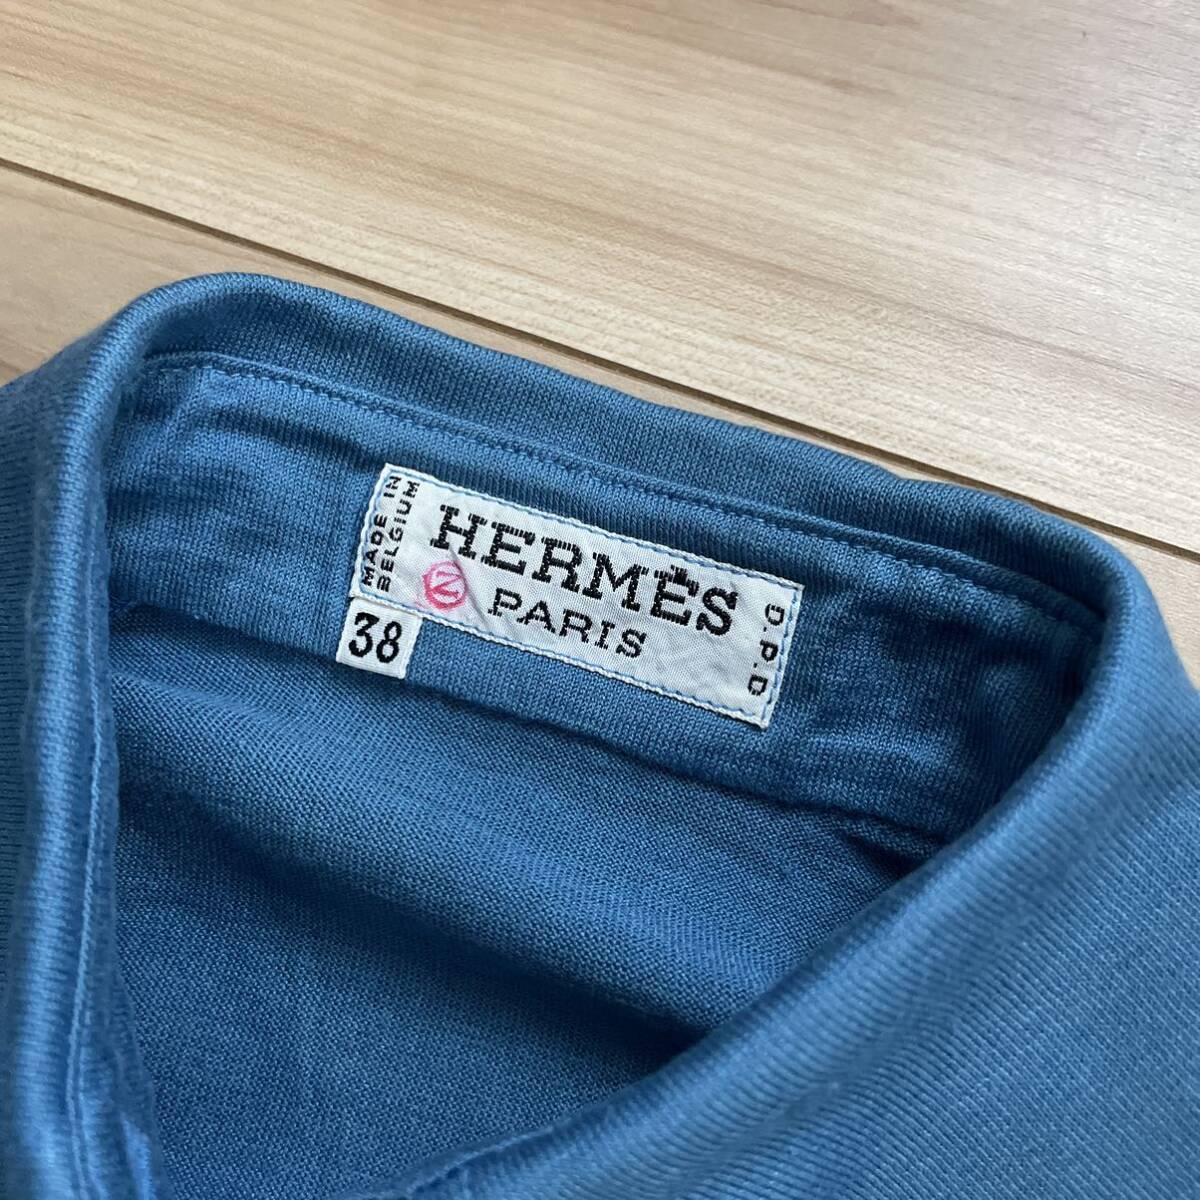 MADE IN
BELGIUM
HERMÈS
PARIS
D.P.D
38